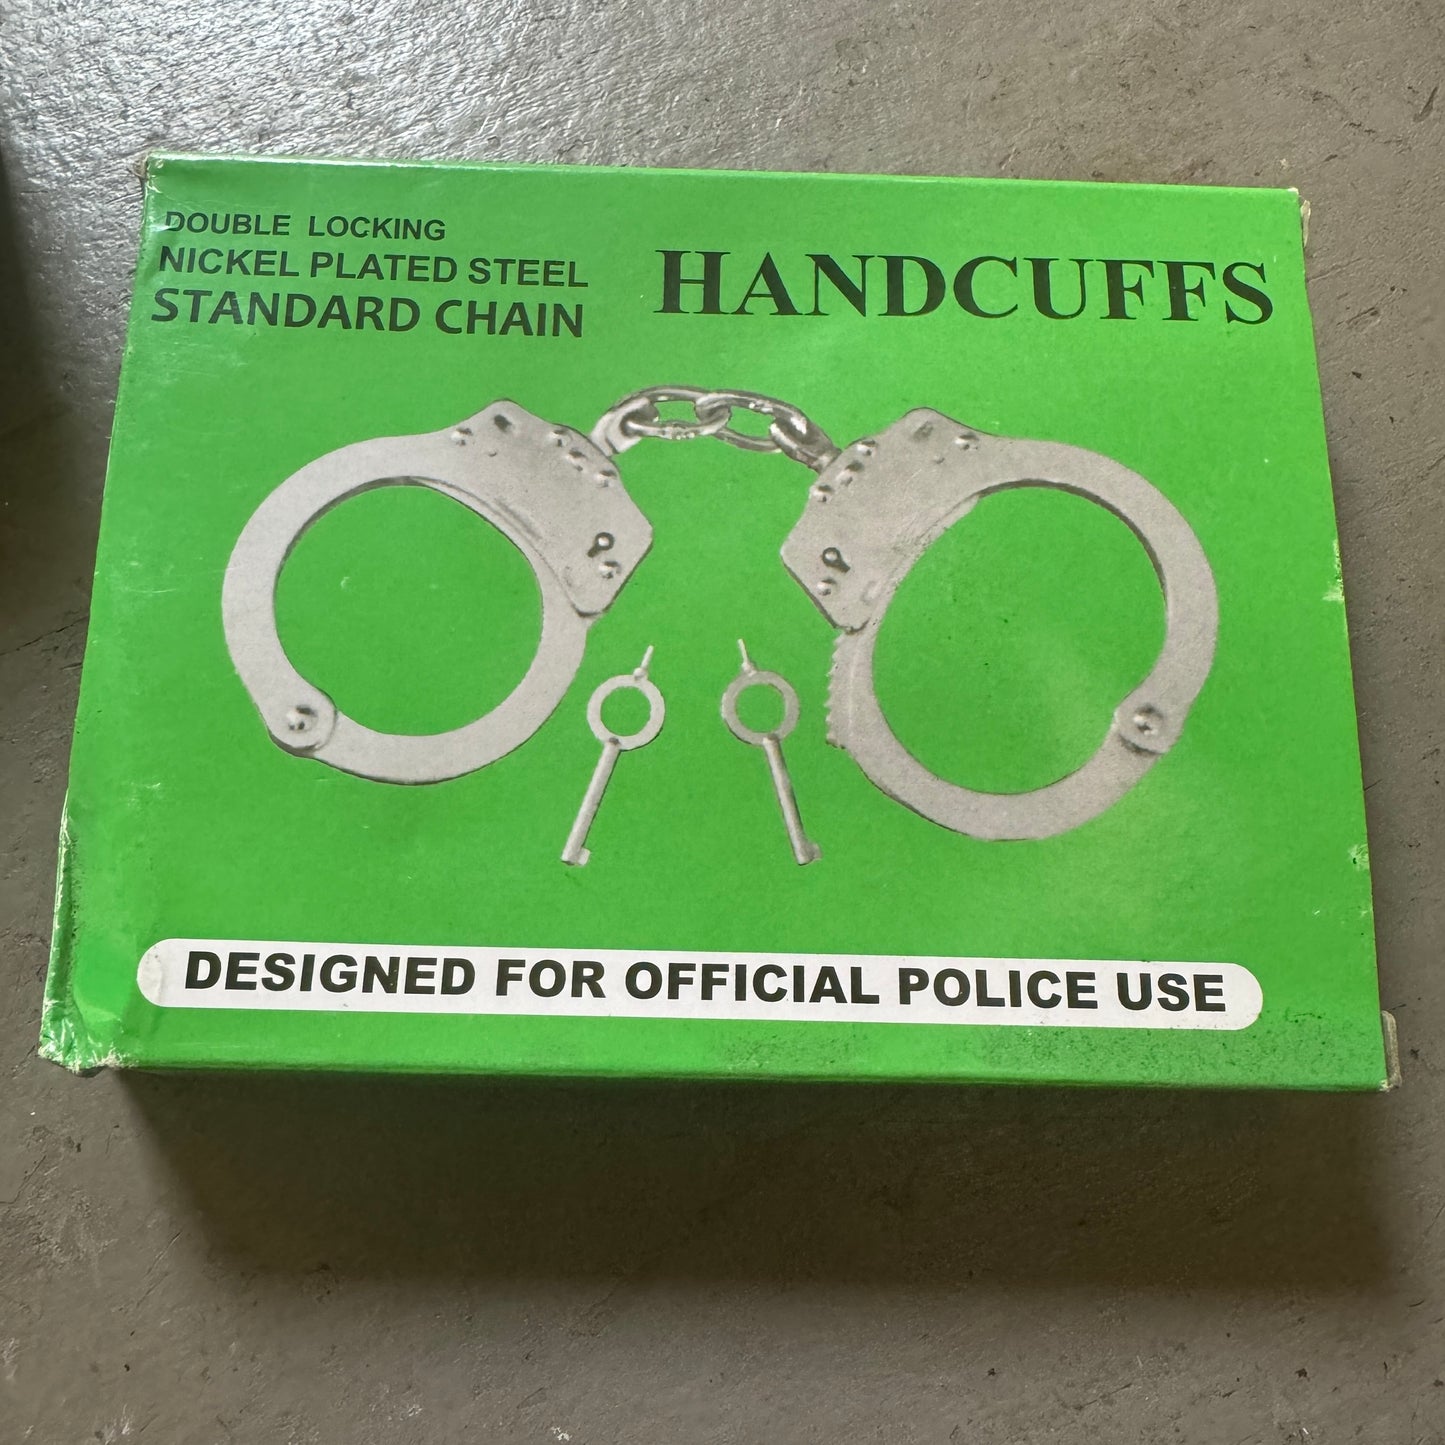 DOUBLE LOCKING
NICKEL PLATED STEEL
STANDARD CHAIN
HANDCUFFS
DESIGNED FOR OFFICIAL POLICE USE